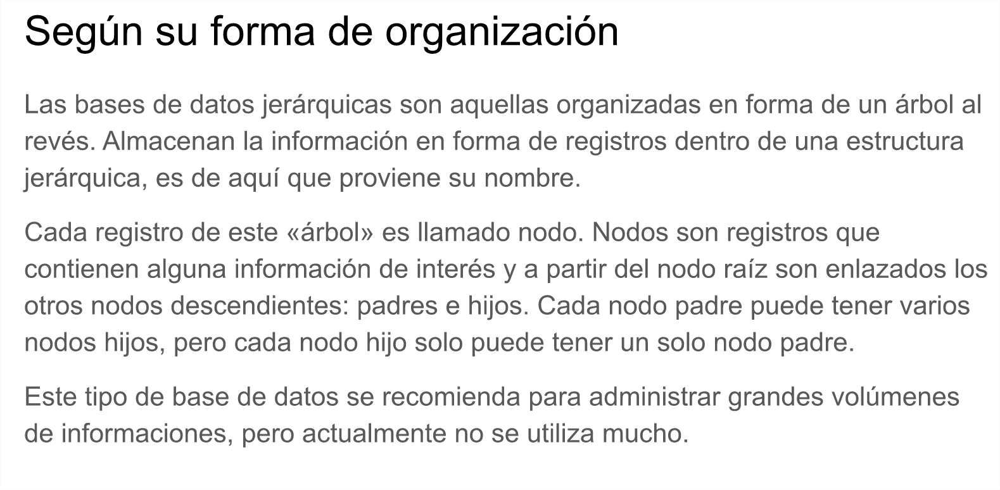 Según su forma de organización
Las bases de datos jerárquicas son aquellas organizadas en forma de un árbol al
revés. Almacenan la información en forma de registros dentro de una estructura
jerárquica, es de aquí que proviene su nombre.
Cada registro de este «árbol» es llamado nodo. Nodos son registros que
contienen alguna información de interés y a partir del nodo raíz son enlazados los
otros nodos descendientes: padres e hijos. Cada nodo padre puede tener varios
nodos hijos, pero cada nodo hijo solo puede tener un solo nodo padre.
Este tipo de base de datos se recomienda para administrar grandes volúmenes
de informaciones, pero actualmente no se utiliza mucho.